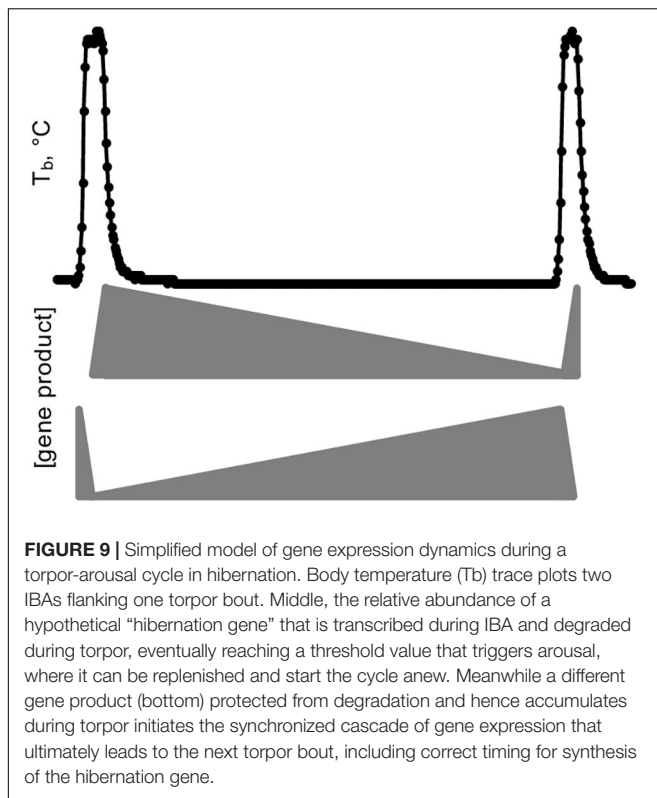 T_b, °C
[gene product]
FIGURE 9 | Simplified model of gene expression dynamics during a
torpor-arousal cycle in hibernation. Body temperature (Tb) trace plots two
IBAs flanking one torpor bout. Middle, the relative abundance of a
hypothetical “hibernation gene” that is transcribed during IBA and degraded
during torpor, eventually reaching a threshold value that triggers arousal,
where it can be replenished and start the cycle anew. Meanwhile a different
gene product (bottom) protected from degradation and hence accumulates
during torpor initiates the synchronized cascade of gene expression that
ultimately leads to the next torpor bout, including correct timing for synthesis
of the hibernation gene.